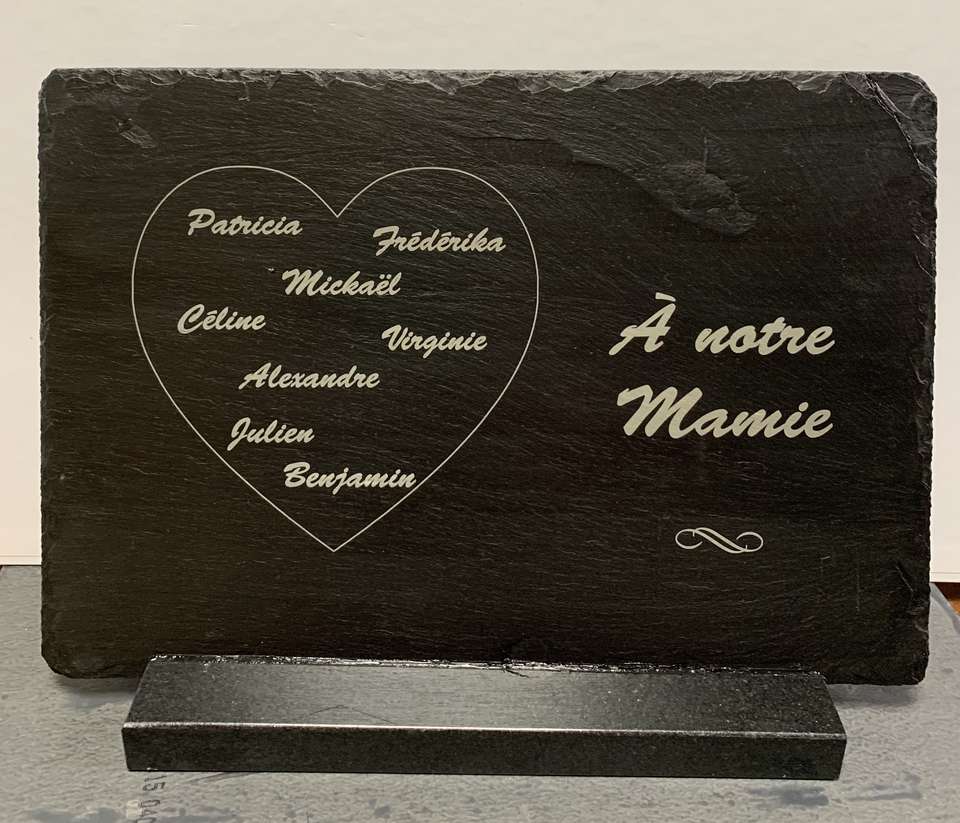 Patricia
Frédérika
Mickaël
Céline
Virginie
Alexandre
Julien
Benjamin
À notre
Mamie